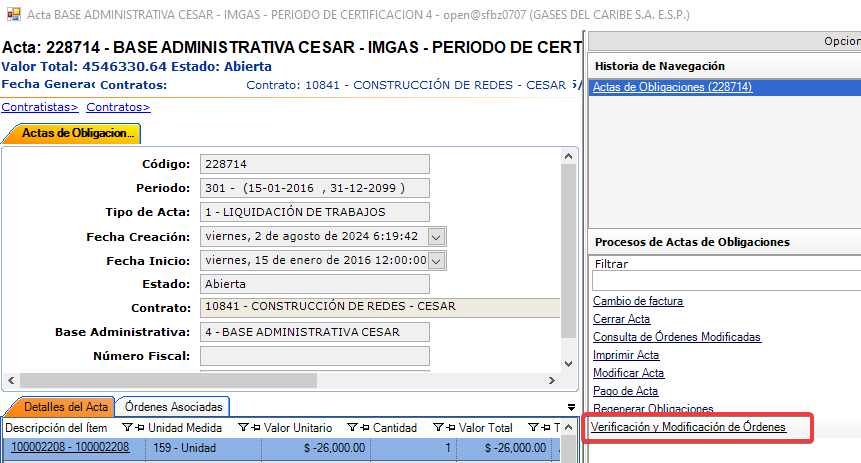 Acta BASE ADMINISTRATIVA CESAR - IMGAS - PERIODO DE CERTIFICACION 4 - open@sfbz0707 (GASES DEL CARIBE S.A. E.S.P.)
Acta: 228714 - BASE ADMINISTRATIVA CESAR - IMGAS - PERIODO DE CERT
Valor Total: 4546330.64 Estado: Abierta
Fecha Generac Contratos: Contrato: 10841 - CONSTRUCCIÓN DE REDES - CESAR 5/
Contratistas> Contratos>
Actas de Obligacion...
Código: 228714
Periodo: 301 - (15-01-2016 , 31-12-2099 )
Tipo de Acta: 1 - LIQUIDACIÓN DE TRABAJOS
Fecha Creación: viernes, 2 de agosto de 2024 6:19:42
Fecha Inicio: viernes, 15 de enero de 2016 12:00:00
Estado: Abierta
Contrato: 10841 - CONSTRUCCIÓN DE REDES - CESAR
Base Administrativa: 4 - BASE ADMINISTRATIVA CESAR
Número Fiscal:
Detalles del Acta Órdenes Asociadas
Descripción del Ítem Unidad Medida Valor Unitario Cantidad Valor Total T
100002208 - 100002208 159 - Unidad $ -26,000.00 1 $ -26,000.00
Opcion
Historia de Navegación
Actas de Obligaciones (228714)
Procesos de Actas de Obligaciones
Filtrar
Cambio de factura
Cerrar Acta
Consulta de Órdenes Modificadas
Imprimir Acta
Modificar Acta
Pago de Acta
Regenerar Obligaciones
Verificación y Modificación de Órdenes